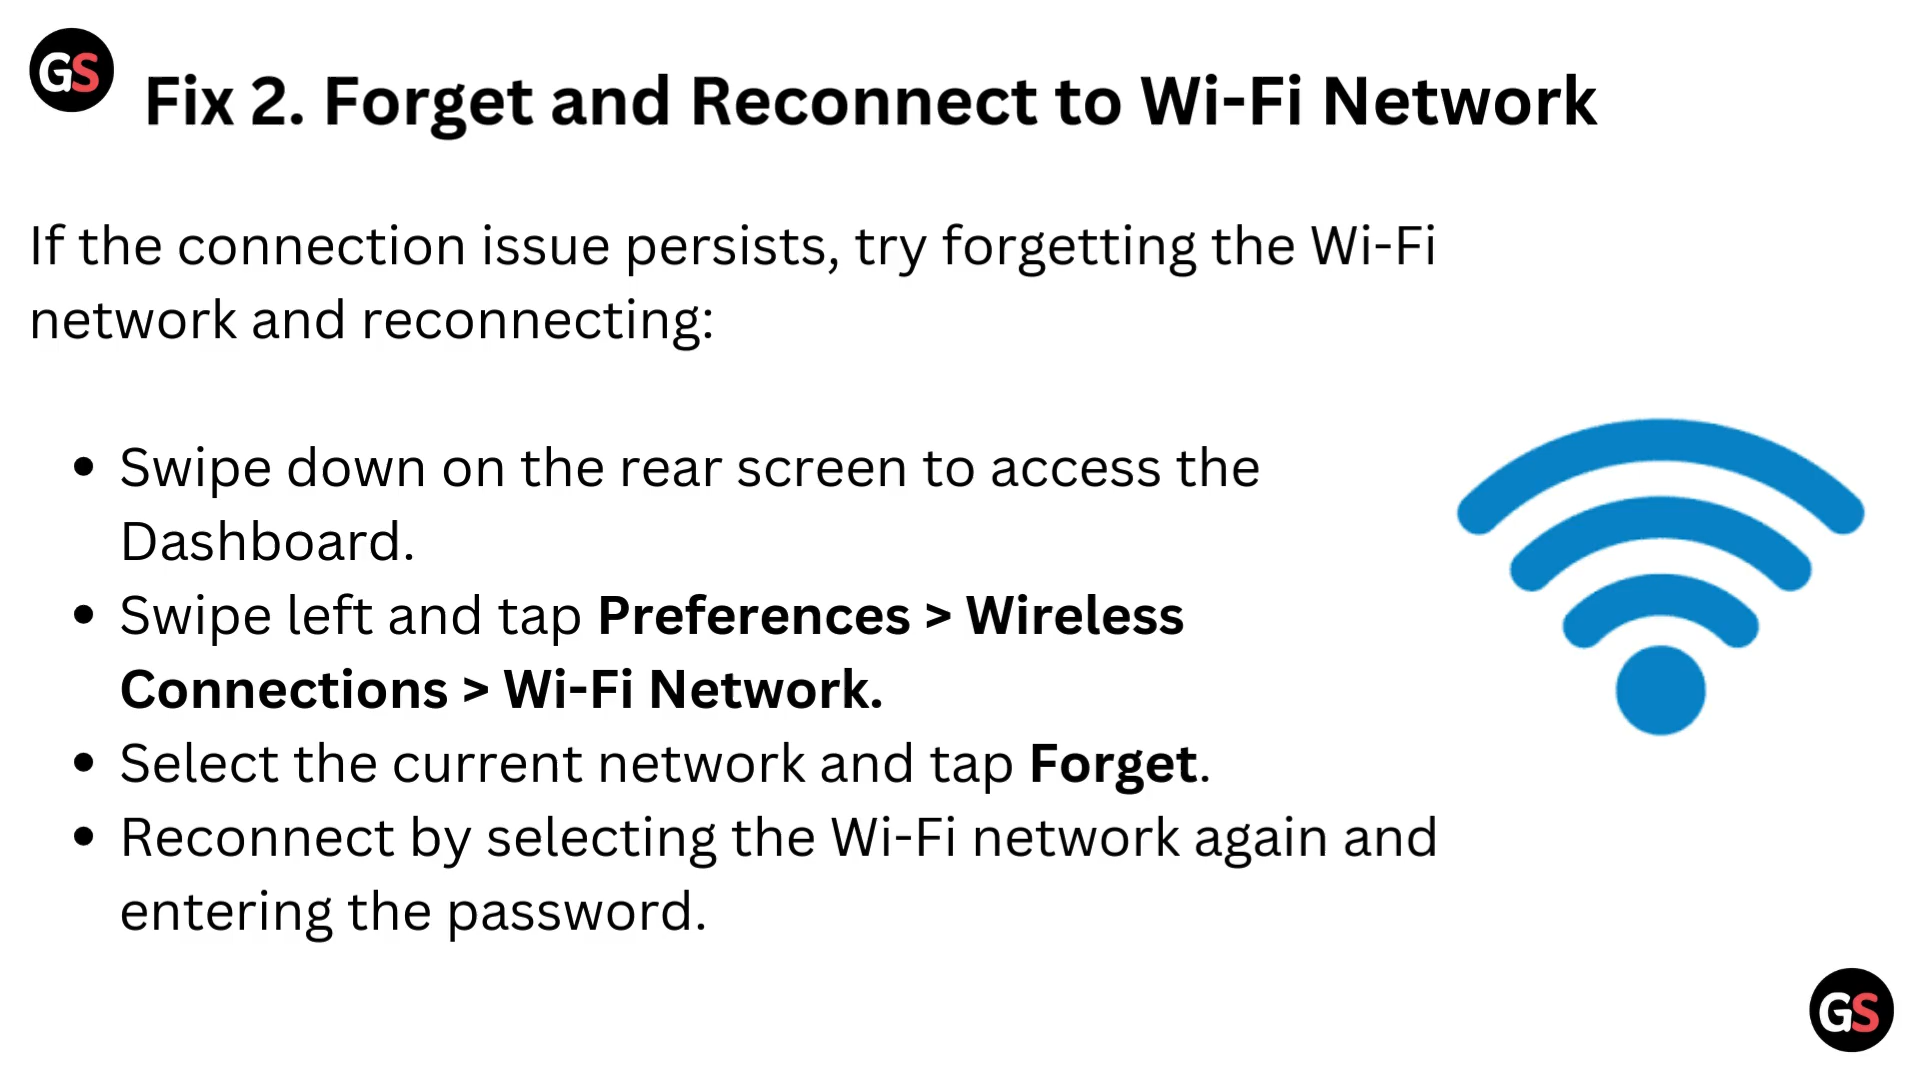 GS
Fix 2. Forget and Reconnect to Wi-Fi Network
If the connection issue persists, try forgetting the Wi-Fi
network and reconnecting:
• Swipe down on the rear screen to access the
Dashboard.
• Swipe left and tap Preferences > Wireless
Connections > Wi-Fi Network.
• Select the current network and tap Forget.
• Reconnect by selecting the Wi-Fi network again and
entering the password.
GS